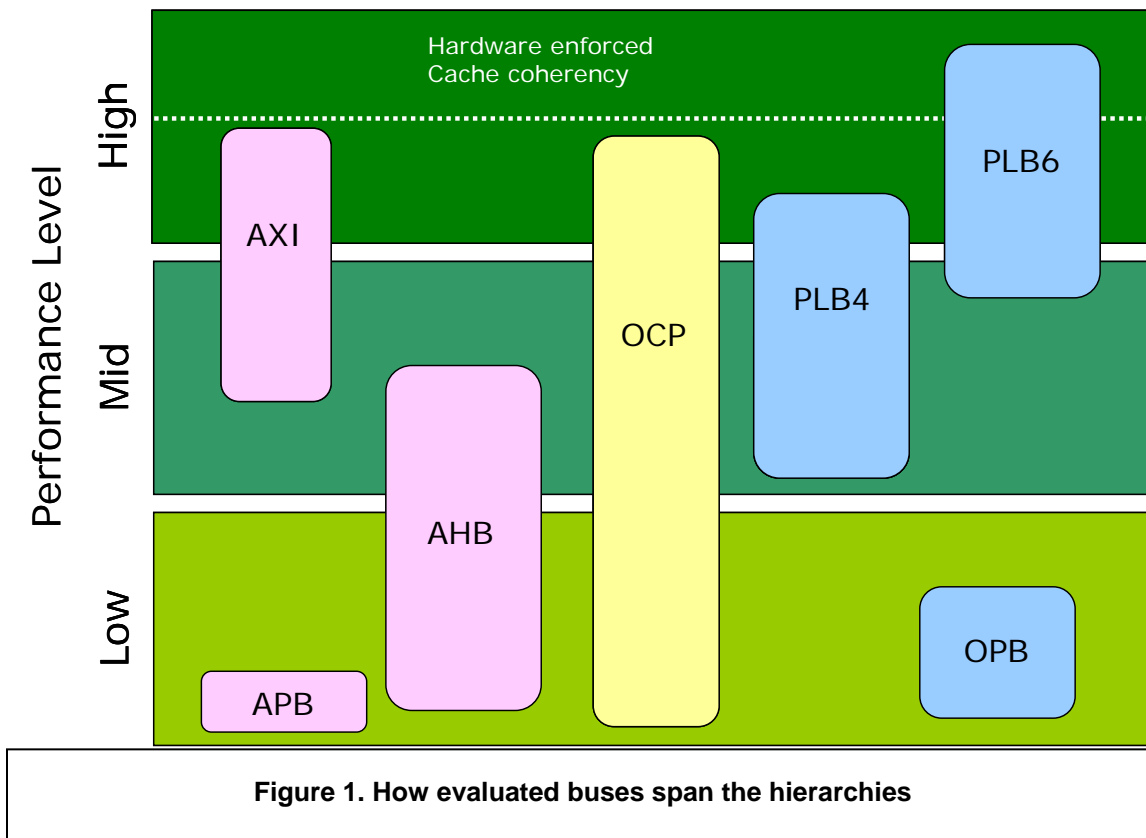 Hardware enforced
Cache coherency
Performance Level
High
Mid
Low
AXI
AHB
APB
OCP
PLB4
PLB6
OPB
Figure 1. How evaluated buses span the hierarchies